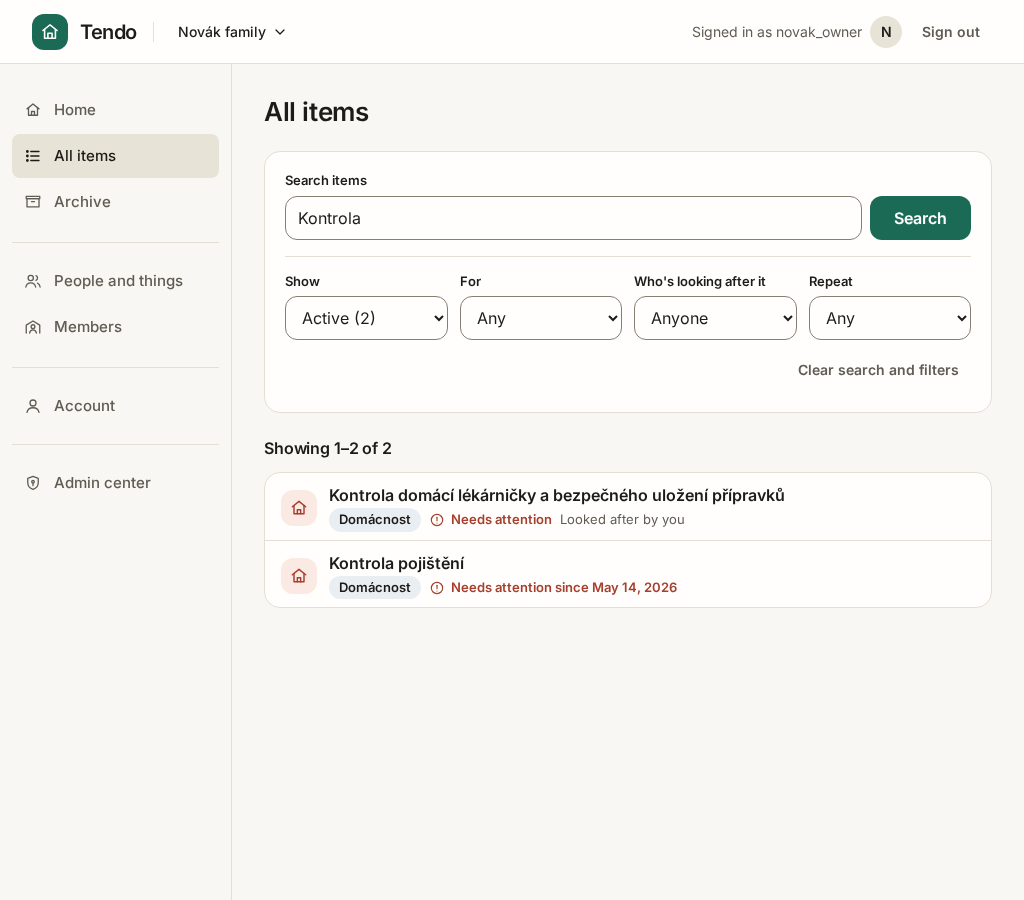 Tendo
Novák family
Signed in as novak_owner
N
Sign out
Home
All items
Archive
People and things
Members
Account
Admin center
All items
Search items
Kontrola
Search
Show
For
Who's looking after it
Repeat
Active (2)
Any
Anyone
Any
Clear search and filters
Showing 1–2 of 2
Kontrola domácí lékárničky a bezpečného uložení přípravků
Domácnost
Needs attention
Looked after by you
Kontrola pojištění
Domácnost
Needs attention since May 14, 2026